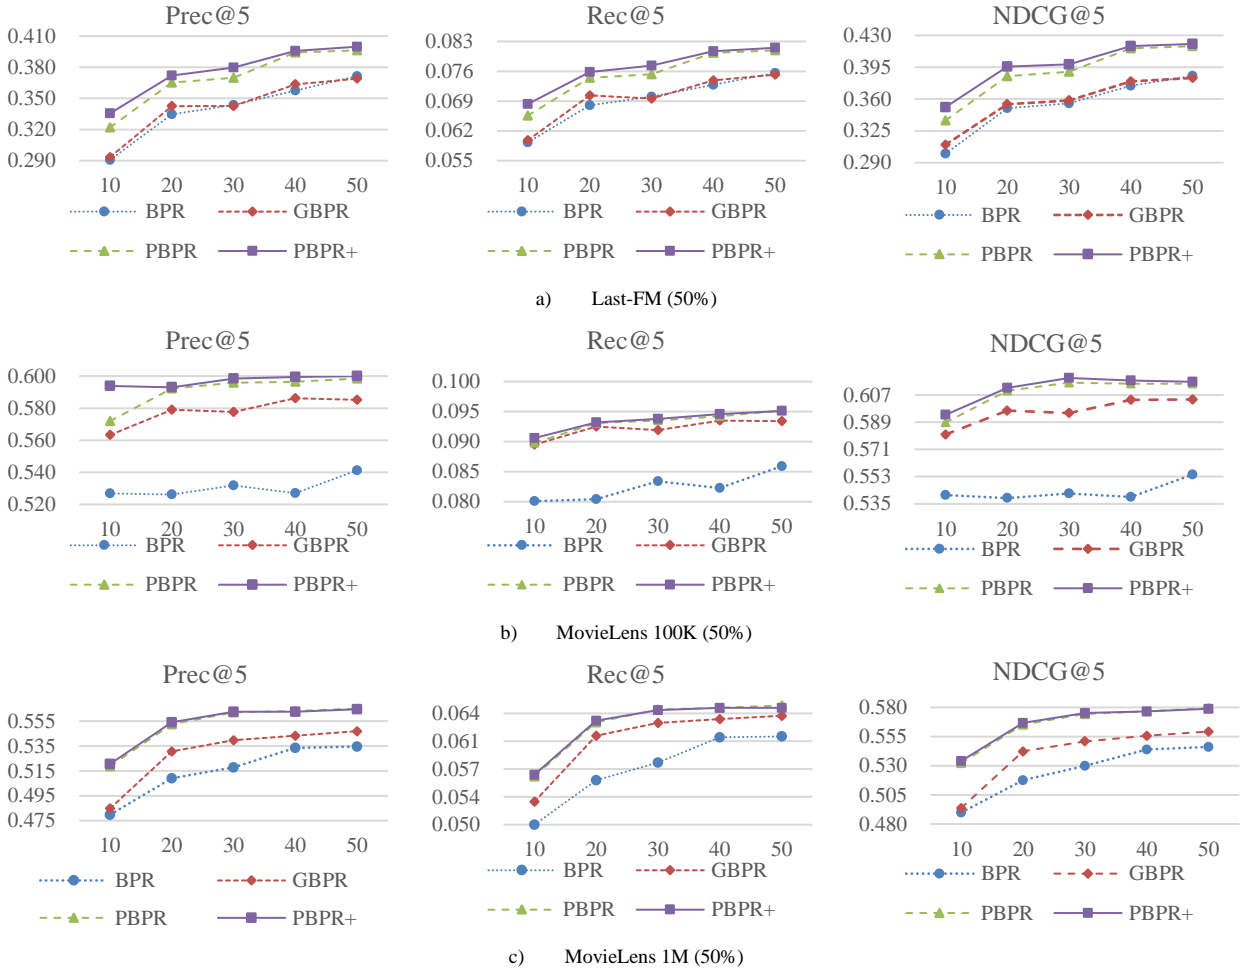 Prec@5
0.410
0.380
0.350
0.320
0.290
10 20 30 40 50
BPR GBPR
PBPR PBPR+
Rec@5
0.083
0.076
0.069
0.062
0.055
10 20 30 40 50
BPR GBPR
PBPR PBPR+
NDCG@5
0.430
0.395
0.360
0.325
0.290
10 20 30 40 50
BPR GBPR
PBPR PBPR+
a) Last-FM (50%)
Prec@5
0.600
0.580
0.560
0.540
0.520
10 20 30 40 50
BPR GBPR
PBPR PBPR+
Rec@5
0.100
0.095
0.090
0.085
0.080
10 20 30 40 50
BPR GBPR
PBPR PBPR+
NDCG@5
0.607
0.589
0.571
0.553
0.535
10 20 30 40 50
BPR GBPR
PBPR PBPR+
b) MovieLens 100K (50%)
Prec@5
0.555
0.535
0.515
0.495
0.475
10 20 30 40 50
BPR GBPR
PBPR PBPR+
Rec@5
0.064
0.061
0.057
0.054
0.050
10 20 30 40 50
BPR GBPR
PBPR PBPR+
NDCG@5
0.580
0.555
0.530
0.505
0.480
10 20 30 40 50
BPR GBPR
PBPR PBPR+
c) MovieLens 1M (50%)